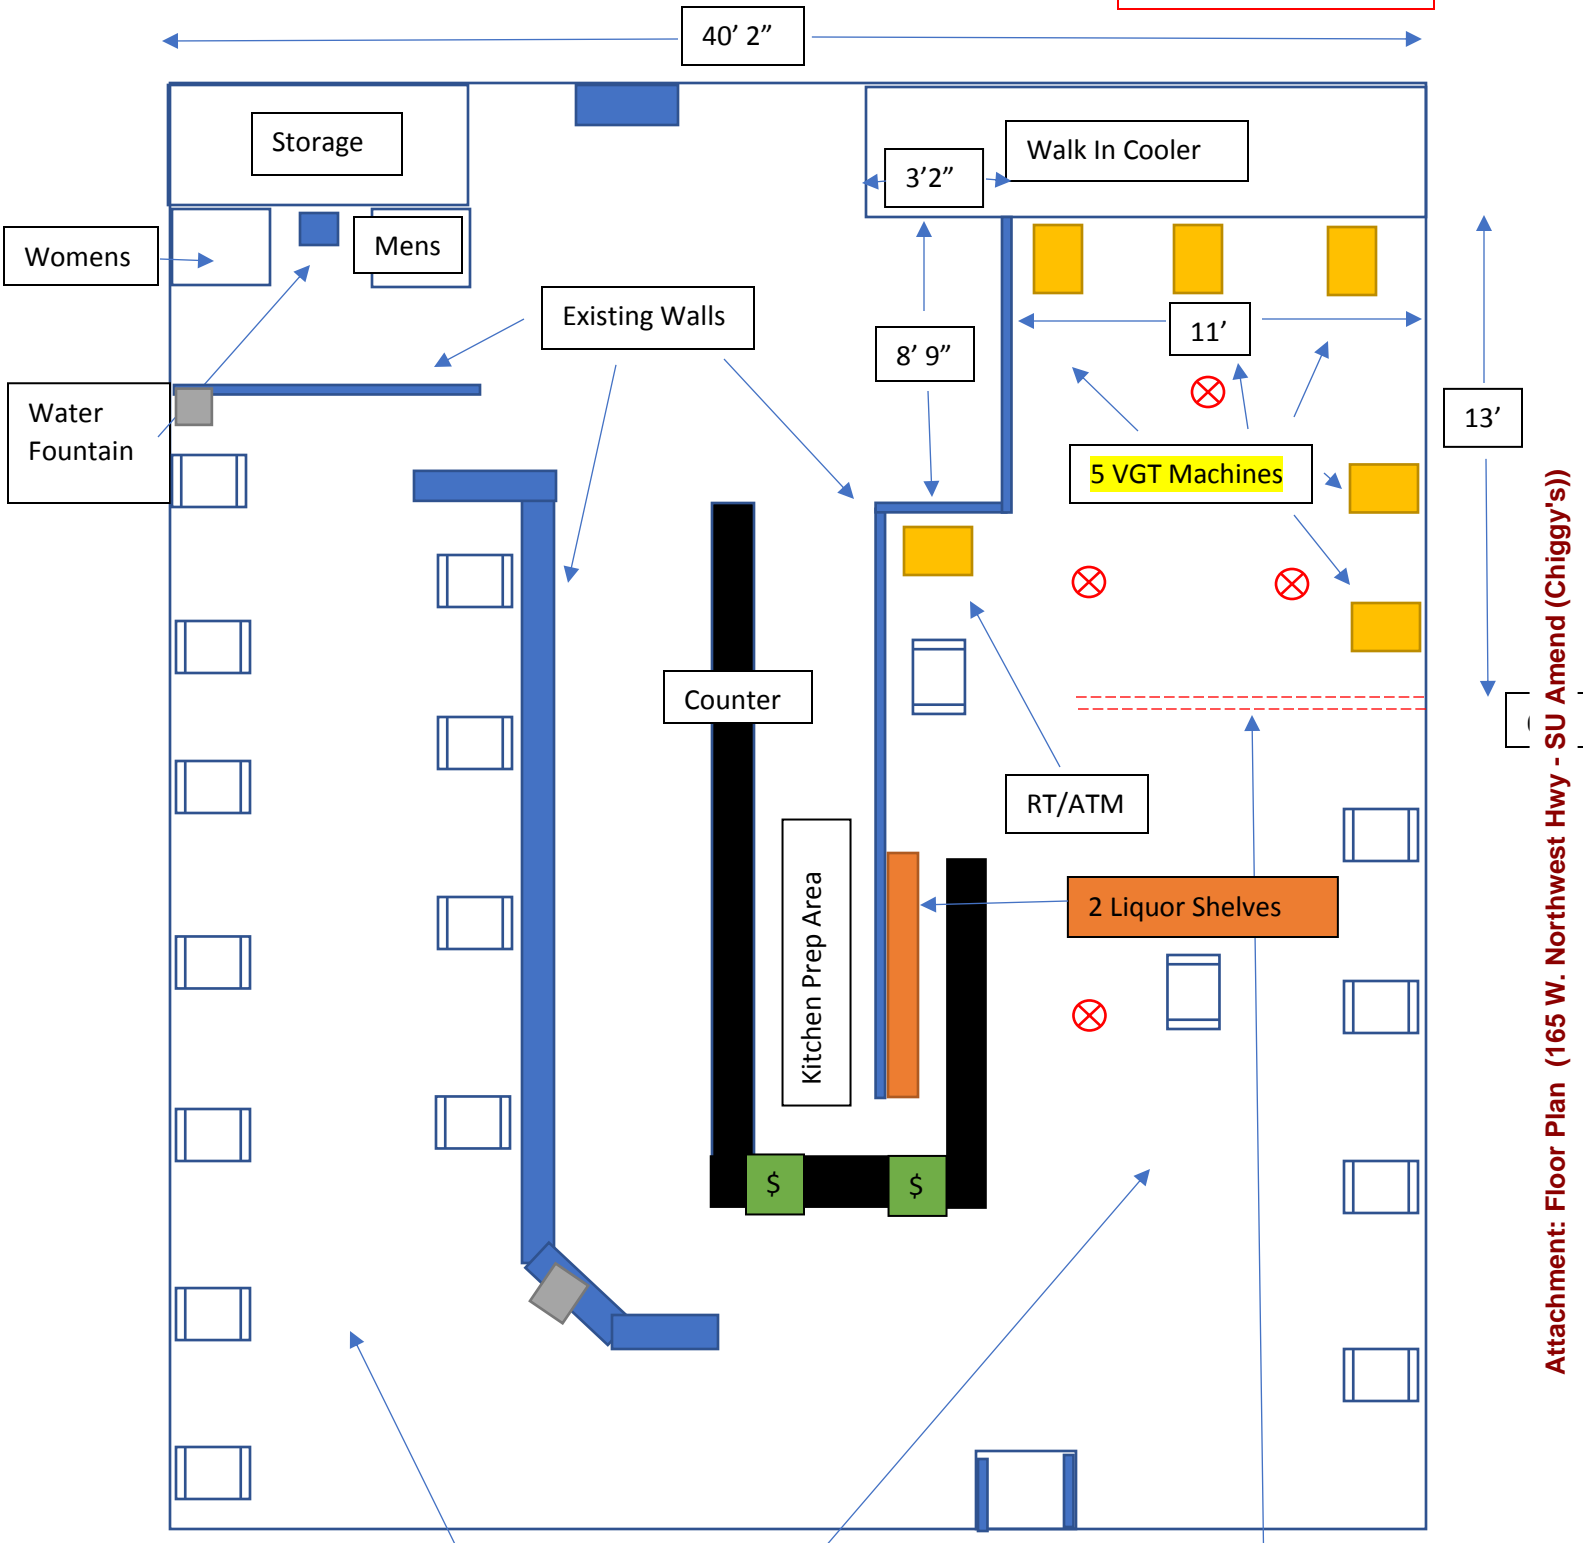 40’ 2”
Storage
Walk In Cooler
3’2”
Womens
Mens
Existing Walls
11’
8’ 9”
Water
Fountain
13’
5 VGT Machines
Counter
RT/ATM
Kitchen Prep Area
2 Liquor Shelves
$
$
Attachment: Floor Plan (165 W. Northwest Hwy - SU Amend (Chiggy's))